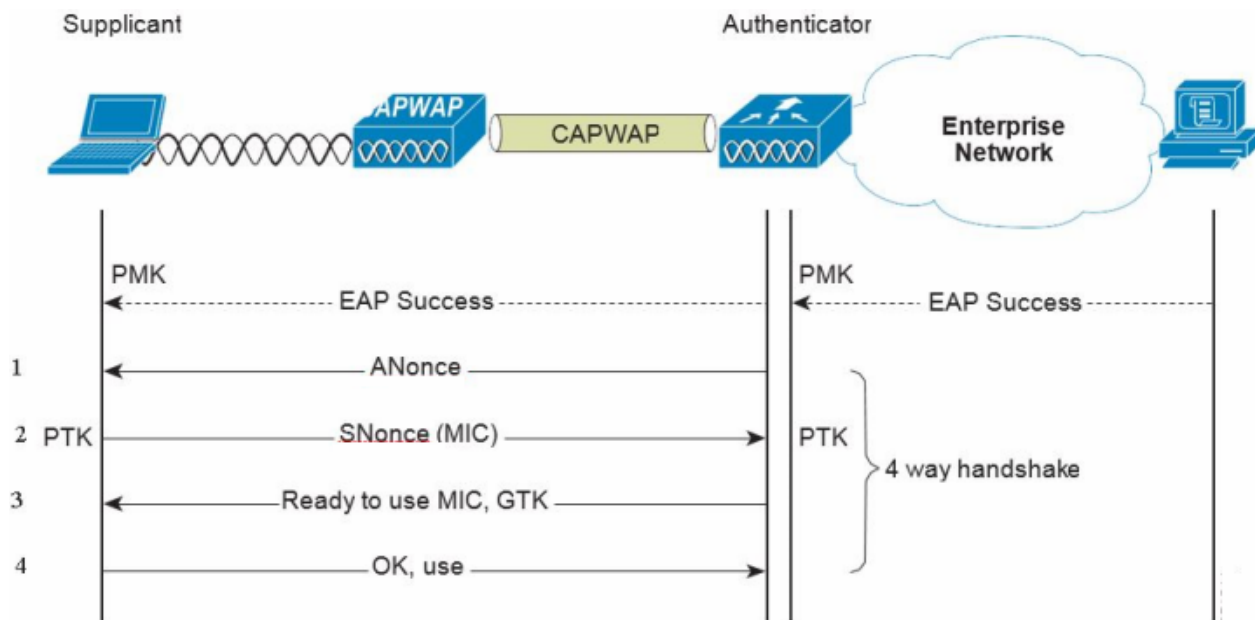 Supplicant
Authenticator
APWAP
CAPWAP
Enterprise
Network
PMK
EAP Success
PMK
EAP Success
1
ANonce
2
PTK
SNonce (MIC)
PTK
4 way handshake
3
Ready to use MIC, GTK
4
OK, use